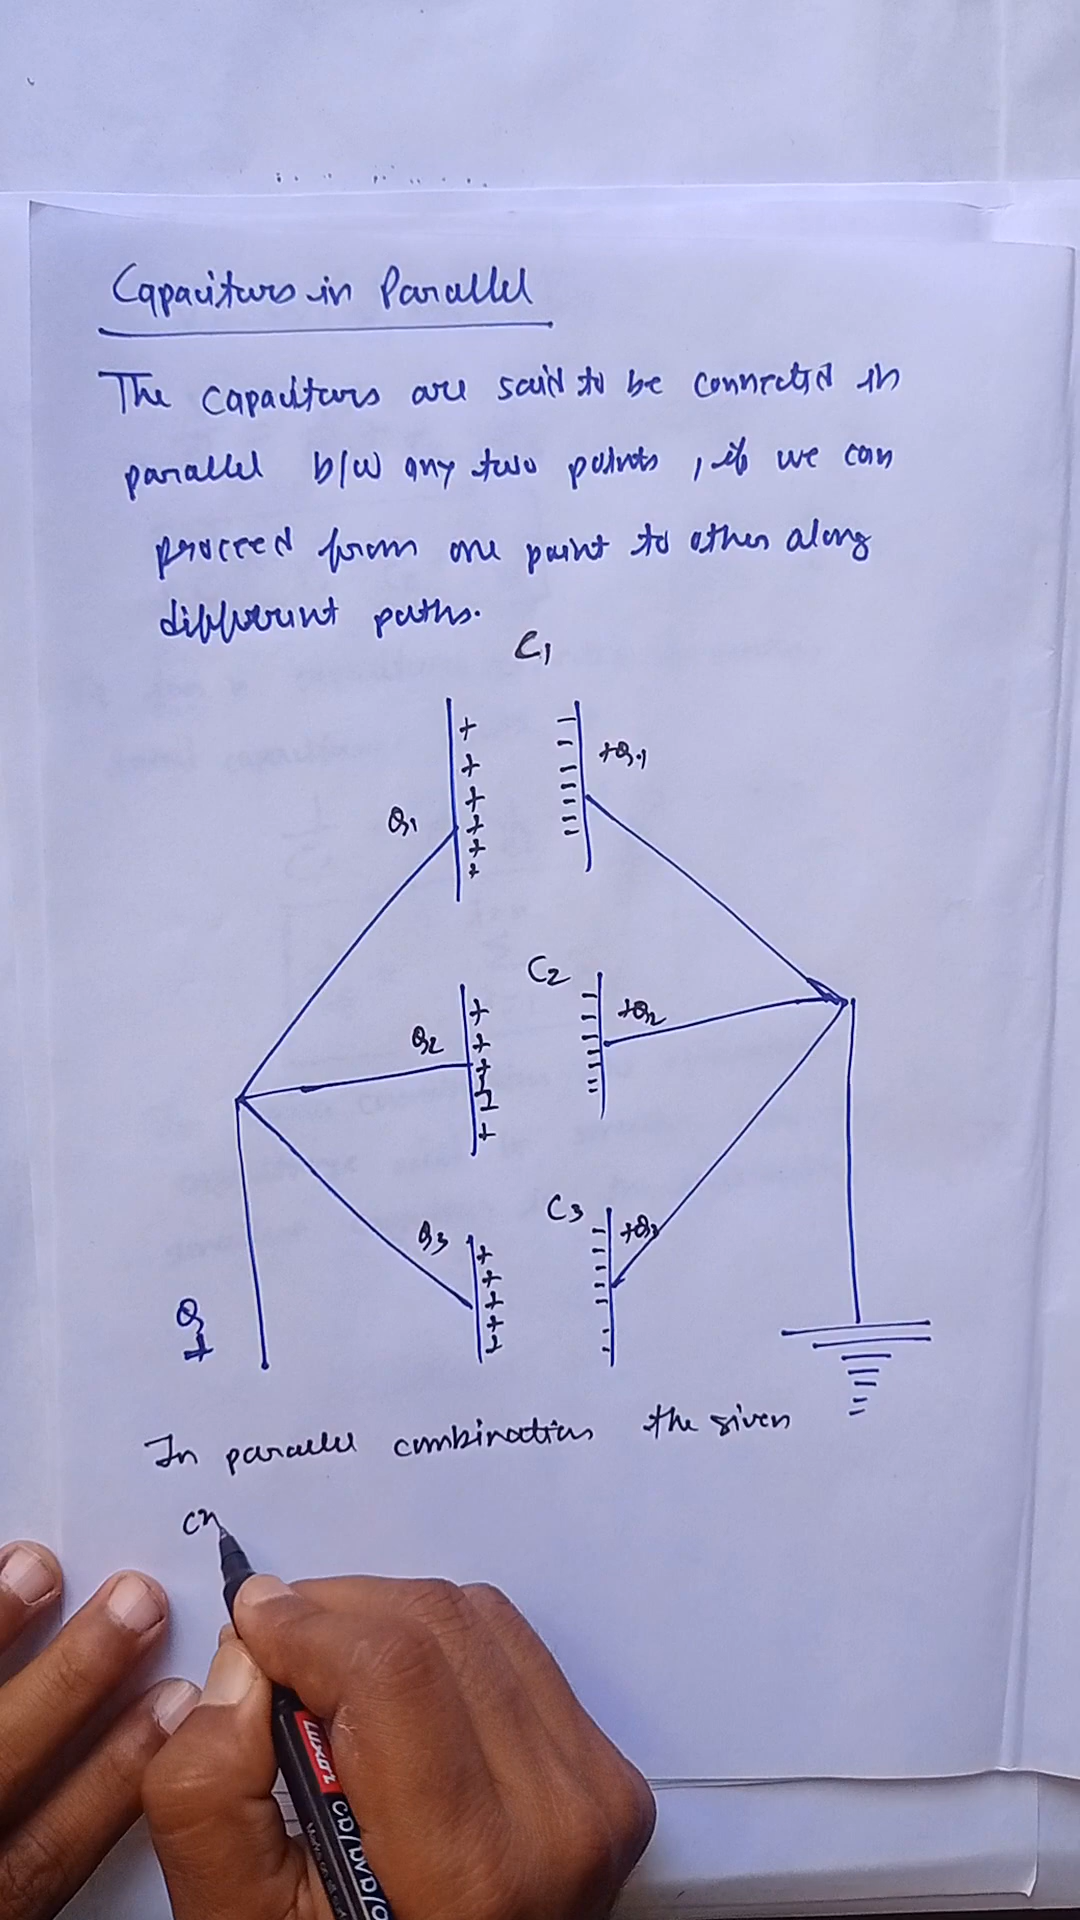 Capacitors in Parallel
The capacitors are said to be connected in
parallel b/w any two points, if we can
proceed from one point to other along
different paths.
C1
+Q1
Q1
C2
+Q2
Q2
C3
Q3
+Q3
Q
+
In parallel combination the given
ch
LUXOR